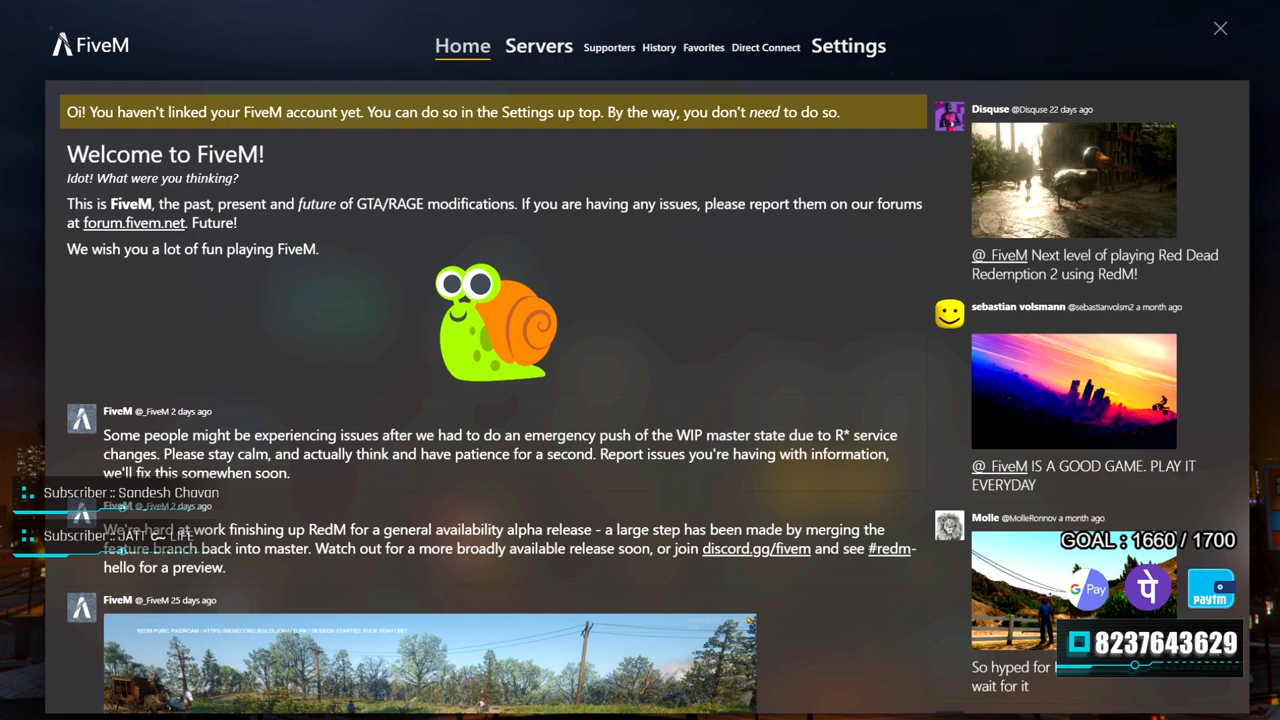 FiveM
Home Servers Supporters History Favorites Direct Connect Settings
Oi! You haven't linked your FiveM account yet. You can do so in the Settings up top. By the way, you don't need to do so.
Welcome to FiveM!
Idot! What were you thinking?
This is FiveM, the past, present and future of GTA/RAGE modifications. If you are having any issues, please report them on our forums
at forum.fivem.net. Future!
We wish you a lot of fun playing FiveM.
FiveM @_FiveM 2 days ago
Some people might be experiencing issues after we had to do an emergency push of the WIP master state due to R* service
changes. Please stay calm, and actually think and have patience for a second. Report issues you're having with information,
we'll fix this somewhen soon.
Subscriber :: Sandesh Chavan
FiveM @_FiveM 2 days ago
We're hard at work finishing up RedM for a general availability alpha release - a large step has been made by merging the
Subscriber :: JATT LIFE
feature branch back into master. Watch out for a more broadly available release soon, or join discord.gg/fivem and see #redm-
hello for a preview.
FiveM @_FiveM 25 days ago
Disquse @Disquse 22 days ago
@_FiveM Next level of playing Red Dead
Redemption 2 using RedM!
sebastian volsmann @sebastianvolsm2 a month ago
@_FiveM IS A GOOD GAME. PLAY IT
EVERYDAY
Molle @MolleRonnov a month ago
GOAL : 1660 / 1700
G Pay पे Paytm
8237643629
So hyped for
wait for it